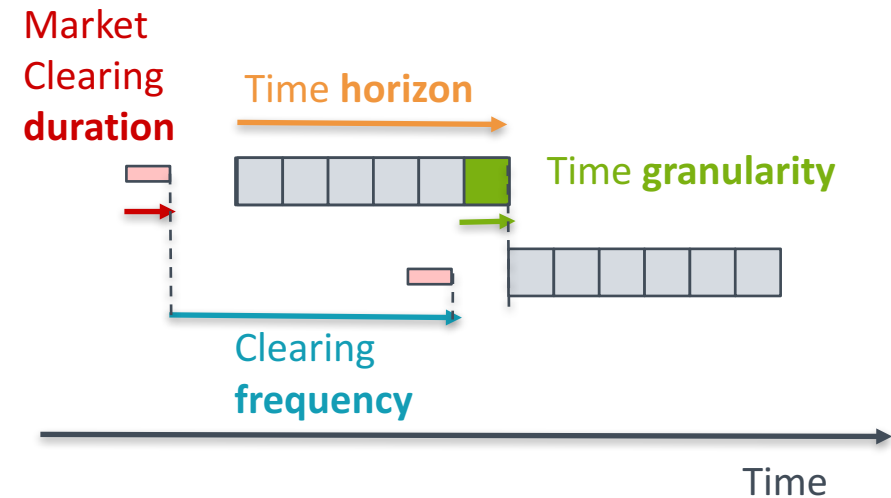 Market
Clearing
duration
Time horizon
Time granularity
Clearing
frequency
Time